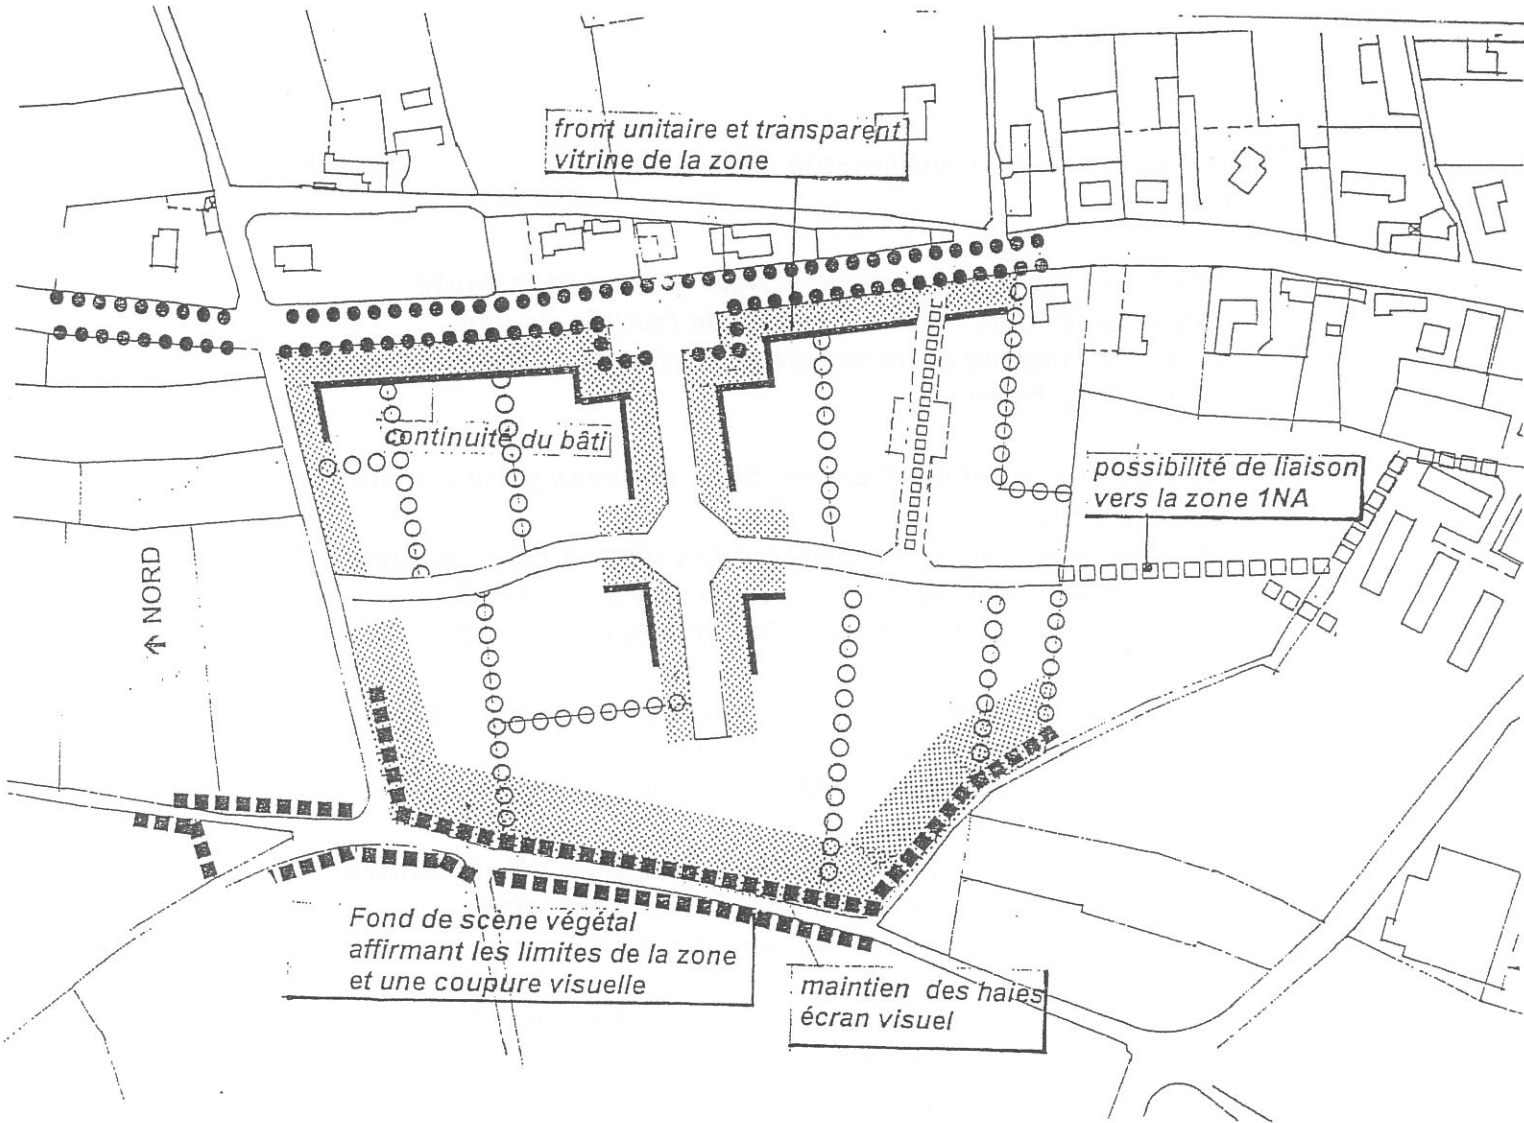 front unitaire et transparent
vitrine de la zone
continuité du bâti
possibilité de liaison
vers la zone 1NA
NORD
Fond de scène végétal
affirmant les limites de la zone
et une coupure visuelle
maintien des haies
écran visuel